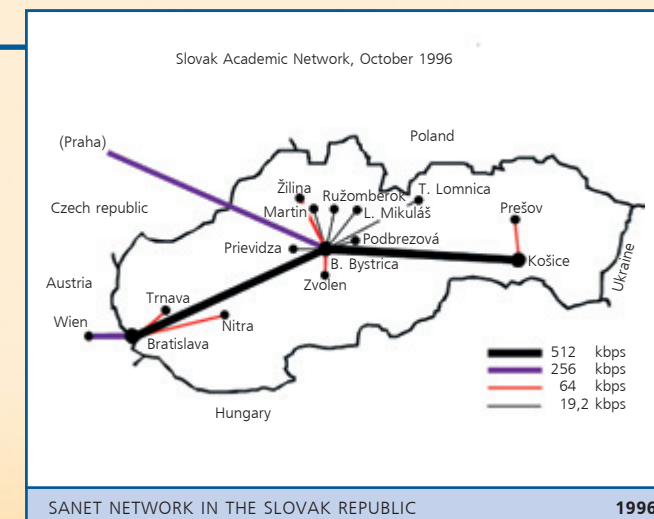 Slovak Academic Network, October 1996
Poland
(Praha)
Žilina
Ružomberok
T. Lomnica
Czech republic
Martin
L. Mikuláš
Prešov
Prievidza
Podbrezová
B. Bystrica
Košice
Ukraine
Austria
Zvolen
Trnava
Wien
Nitra
Bratislava
512 kbps
256 kbps
64 kbps
19,2 kbps
Hungary
SANET NETWORK IN THE SLOVAK REPUBLIC 1996